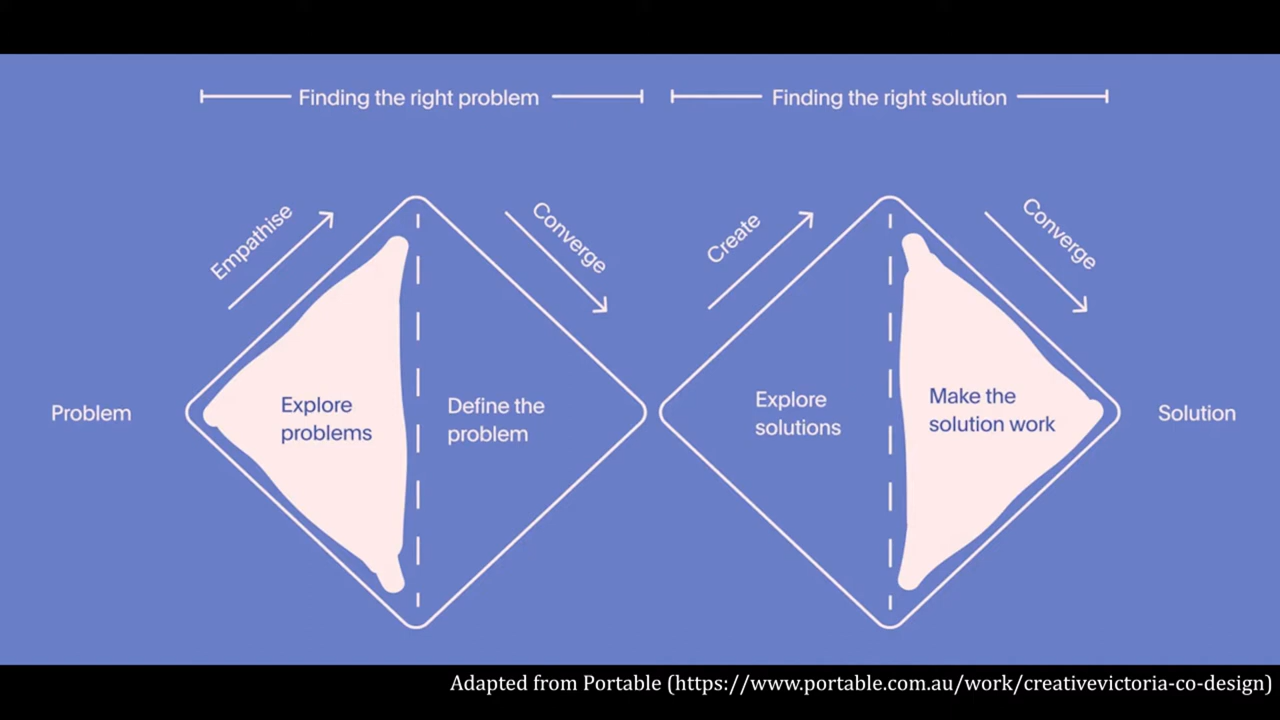 Finding the right problem
Finding the right solution
Empathise
Converge
Create
Converge
Problem
Explore
problems
Define the
problem
Explore
solutions
Make the
solution work
Solution
Adapted from Portable (https://www.portable.com.au/work/creativevictoria-co-design)